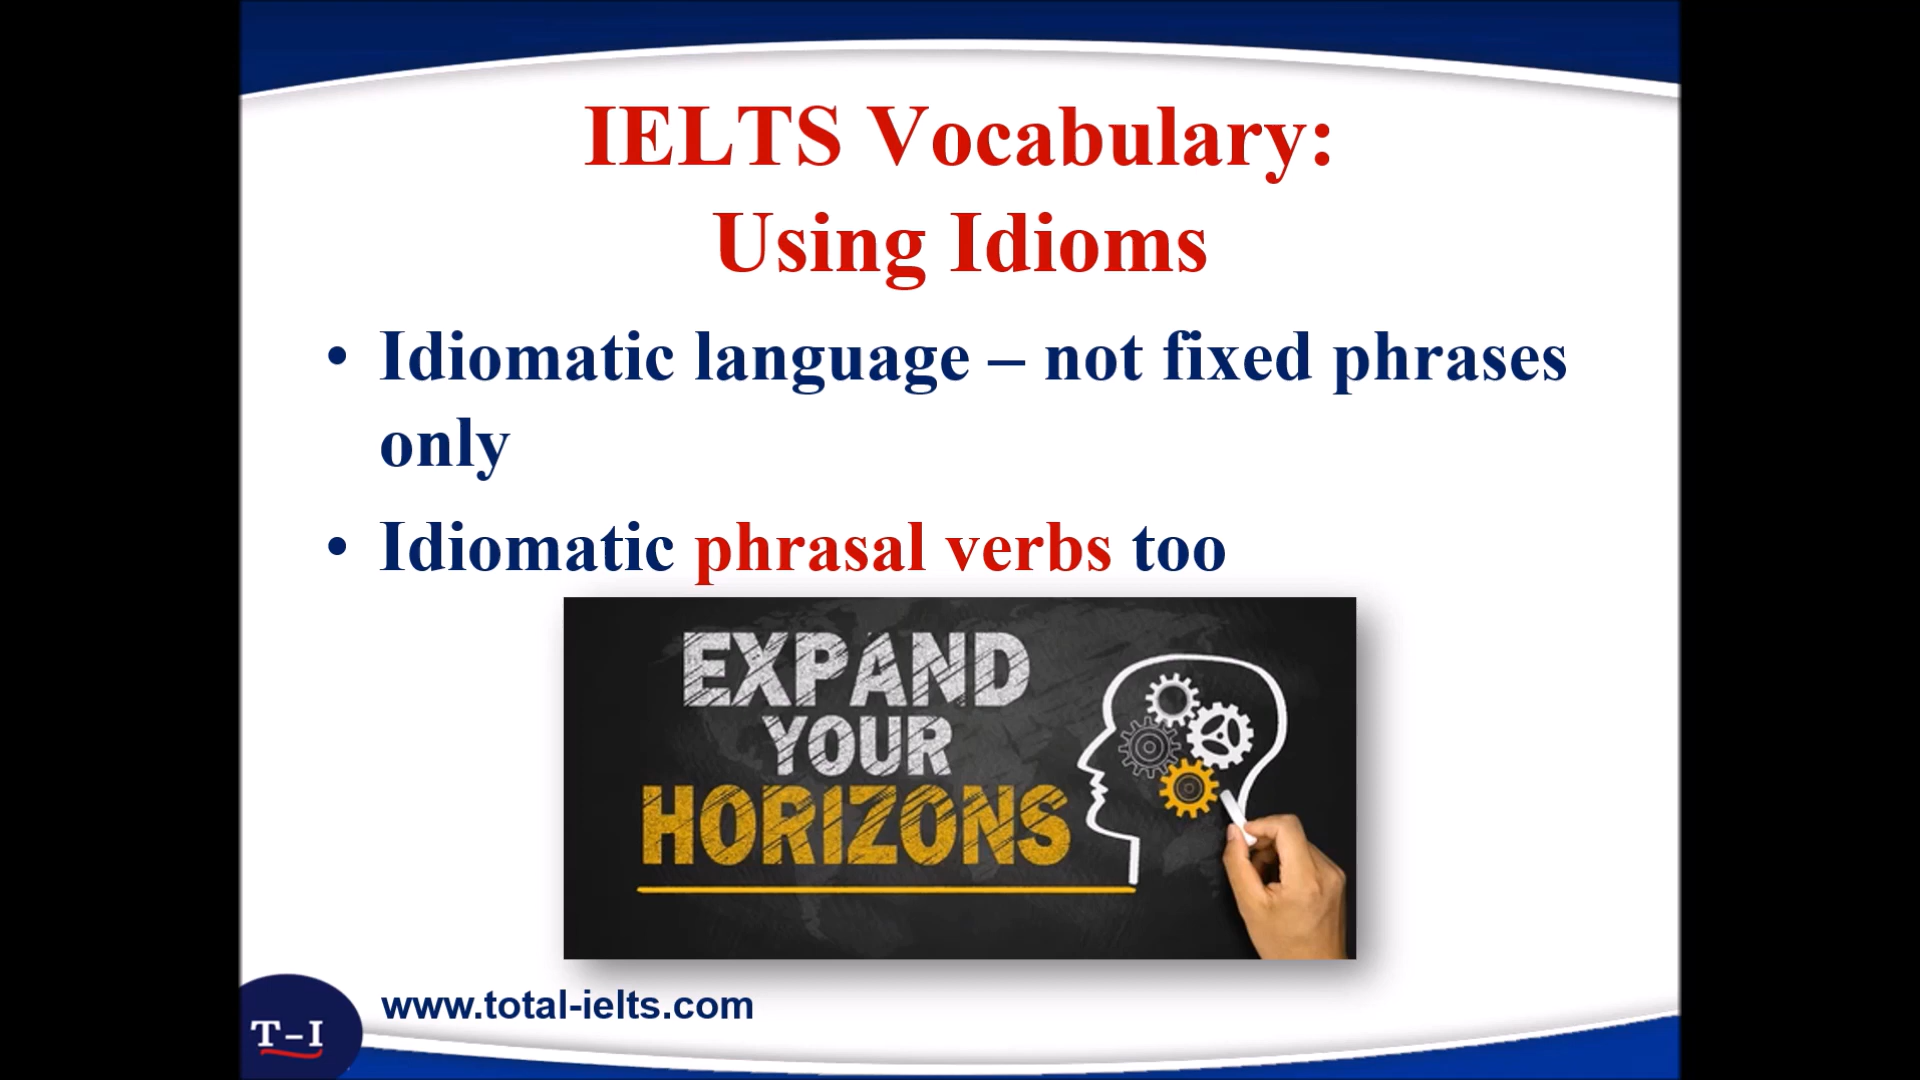 IELTS Vocabulary:
Using Idioms
• Idiomatic language – not fixed phrases
only
• Idiomatic phrasal verbs too
EXPAND
YOUR
HORIZONS
www.total-ielts.com
T-I